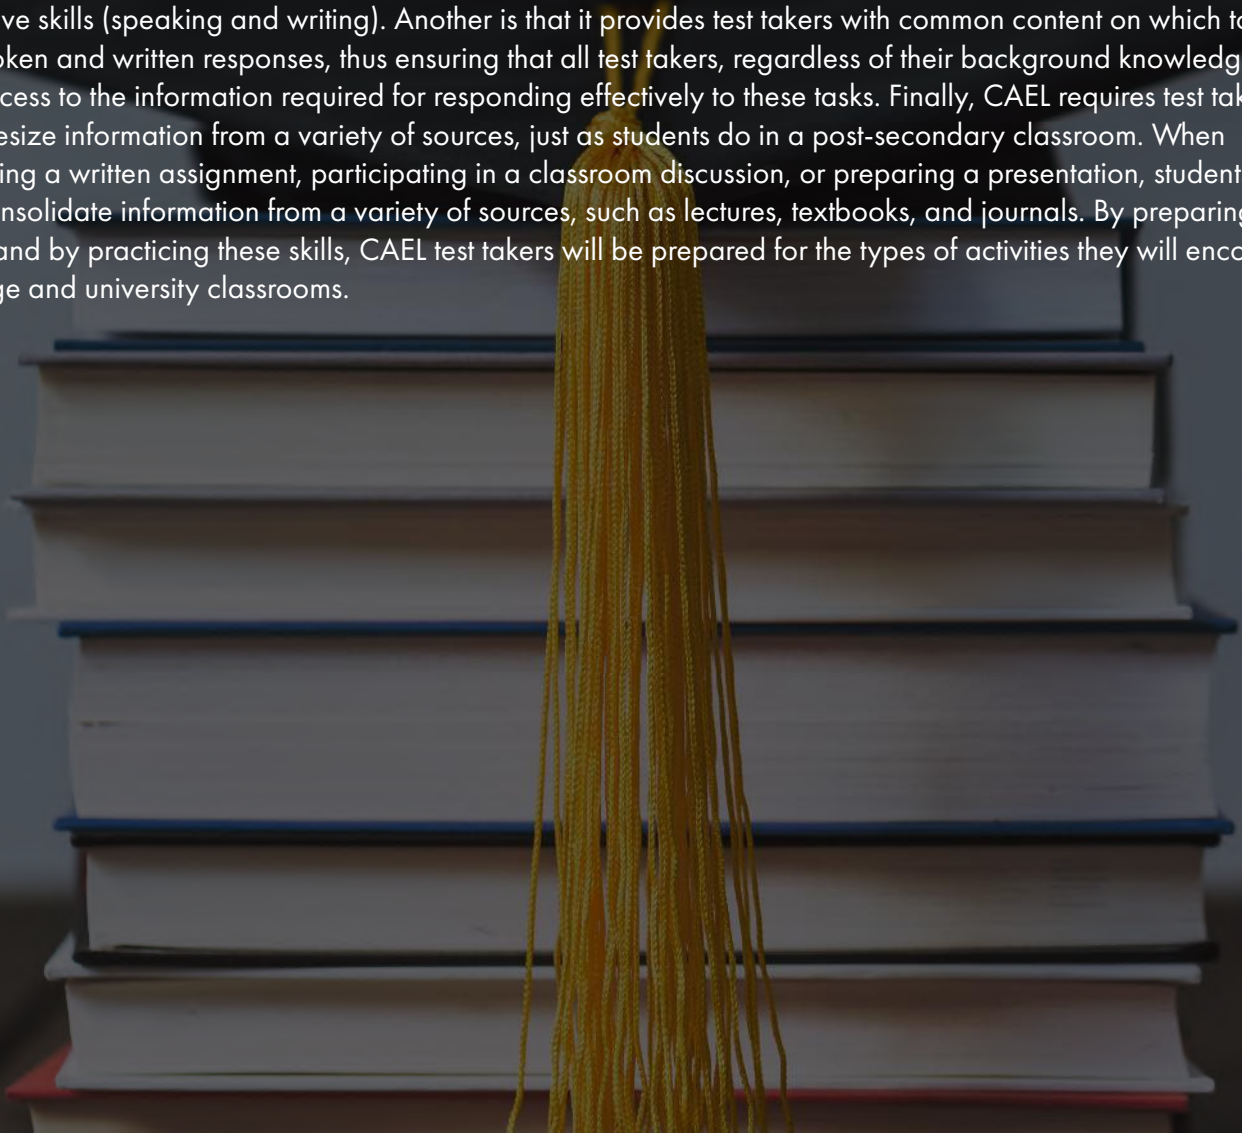 ve skills (speaking and writing). Another is that it provides test takers with common content on which to
oken and written responses, thus ensuring that all test takers, regardless of their background knowledg
cess to the information required for responding effectively to these tasks. Finally, CAEL requires test tak
esize information from a variety of sources, just as students do in a post-secondary classroom. When
ing a written assignment, participating in a classroom discussion, or preparing a presentation, student
nsolidate information from a variety of sources, such as lectures, textbooks, and journals. By preparing
and by practicing these skills, CAEL test takers will be prepared for the types of activities they will enco
ge and university classrooms.